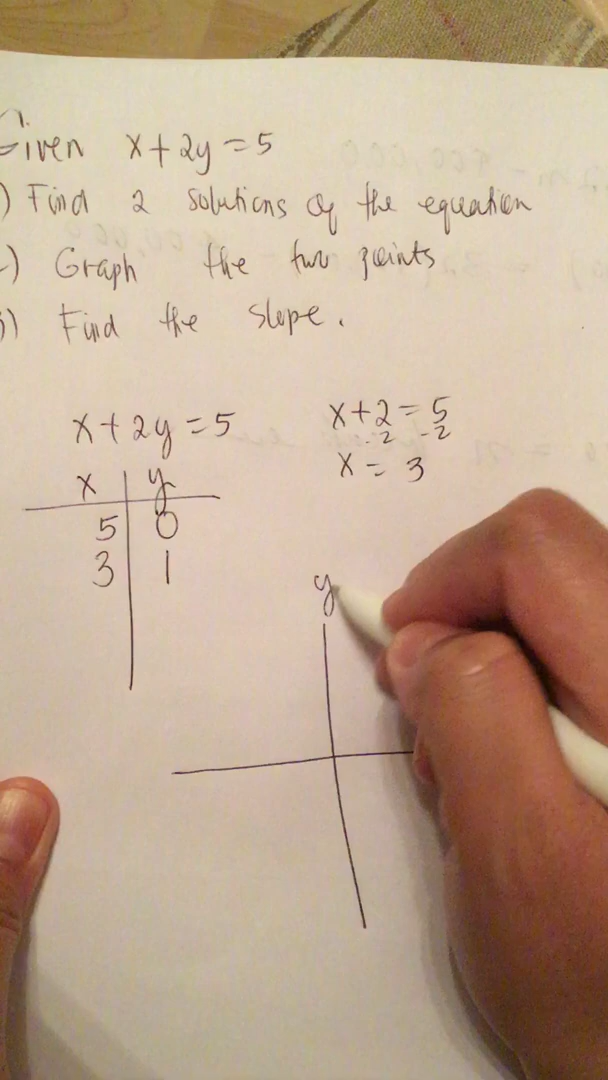 Given x + 2y = 5
) Find 2 solutions of the equation
) Graph the two points
) Find the slope.
x + 2y = 5
x y
5 0
3 1
x + 2 = 5
- 2 - 2
x = 3
y